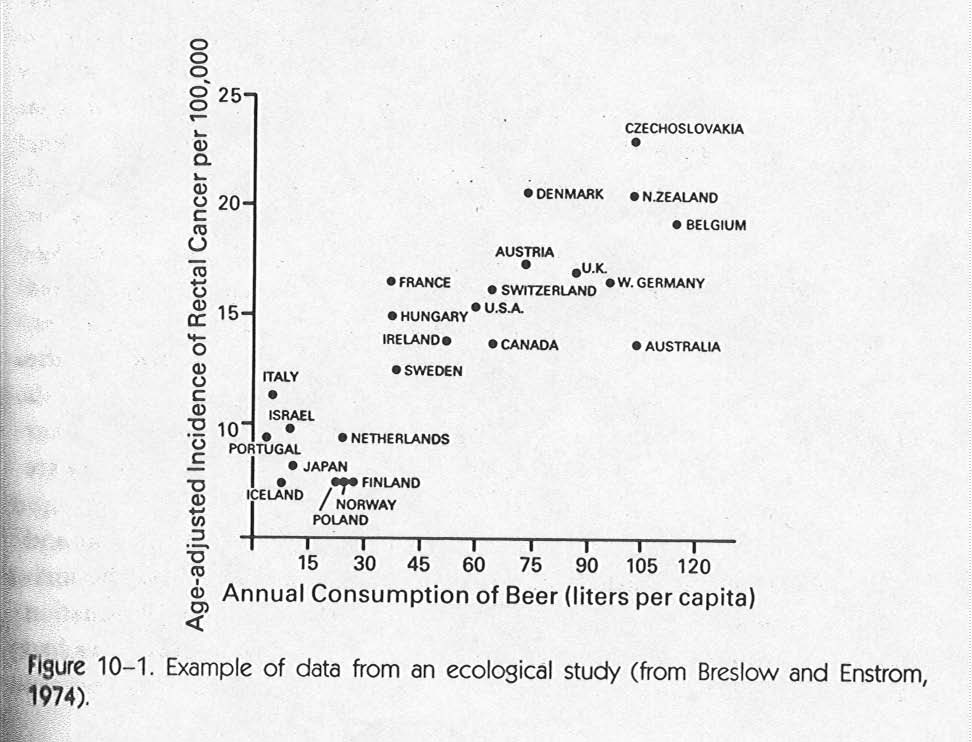 Age-adjusted Incidence of Rectal Cancer per 100,000
25
20
15
10
CZECHOSLOVAKIA
DENMARK
N.ZEALAND
BELGIUM
AUSTRIA
U.K.
FRANCE
SWITZERLAND
W. GERMANY
HUNGARY
U.S.A.
IRELAND
CANADA
AUSTRALIA
SWEDEN
ITALY
ISRAEL
PORTUGAL
NETHERLANDS
JAPAN
ICELAND
FINLAND
NORWAY
POLAND
15 30 45 60 75 90 105 120
Annual Consumption of Beer (liters per capita)
Figure 10–1. Example of data from an ecological study (from Breslow and Enstrom,
1974).